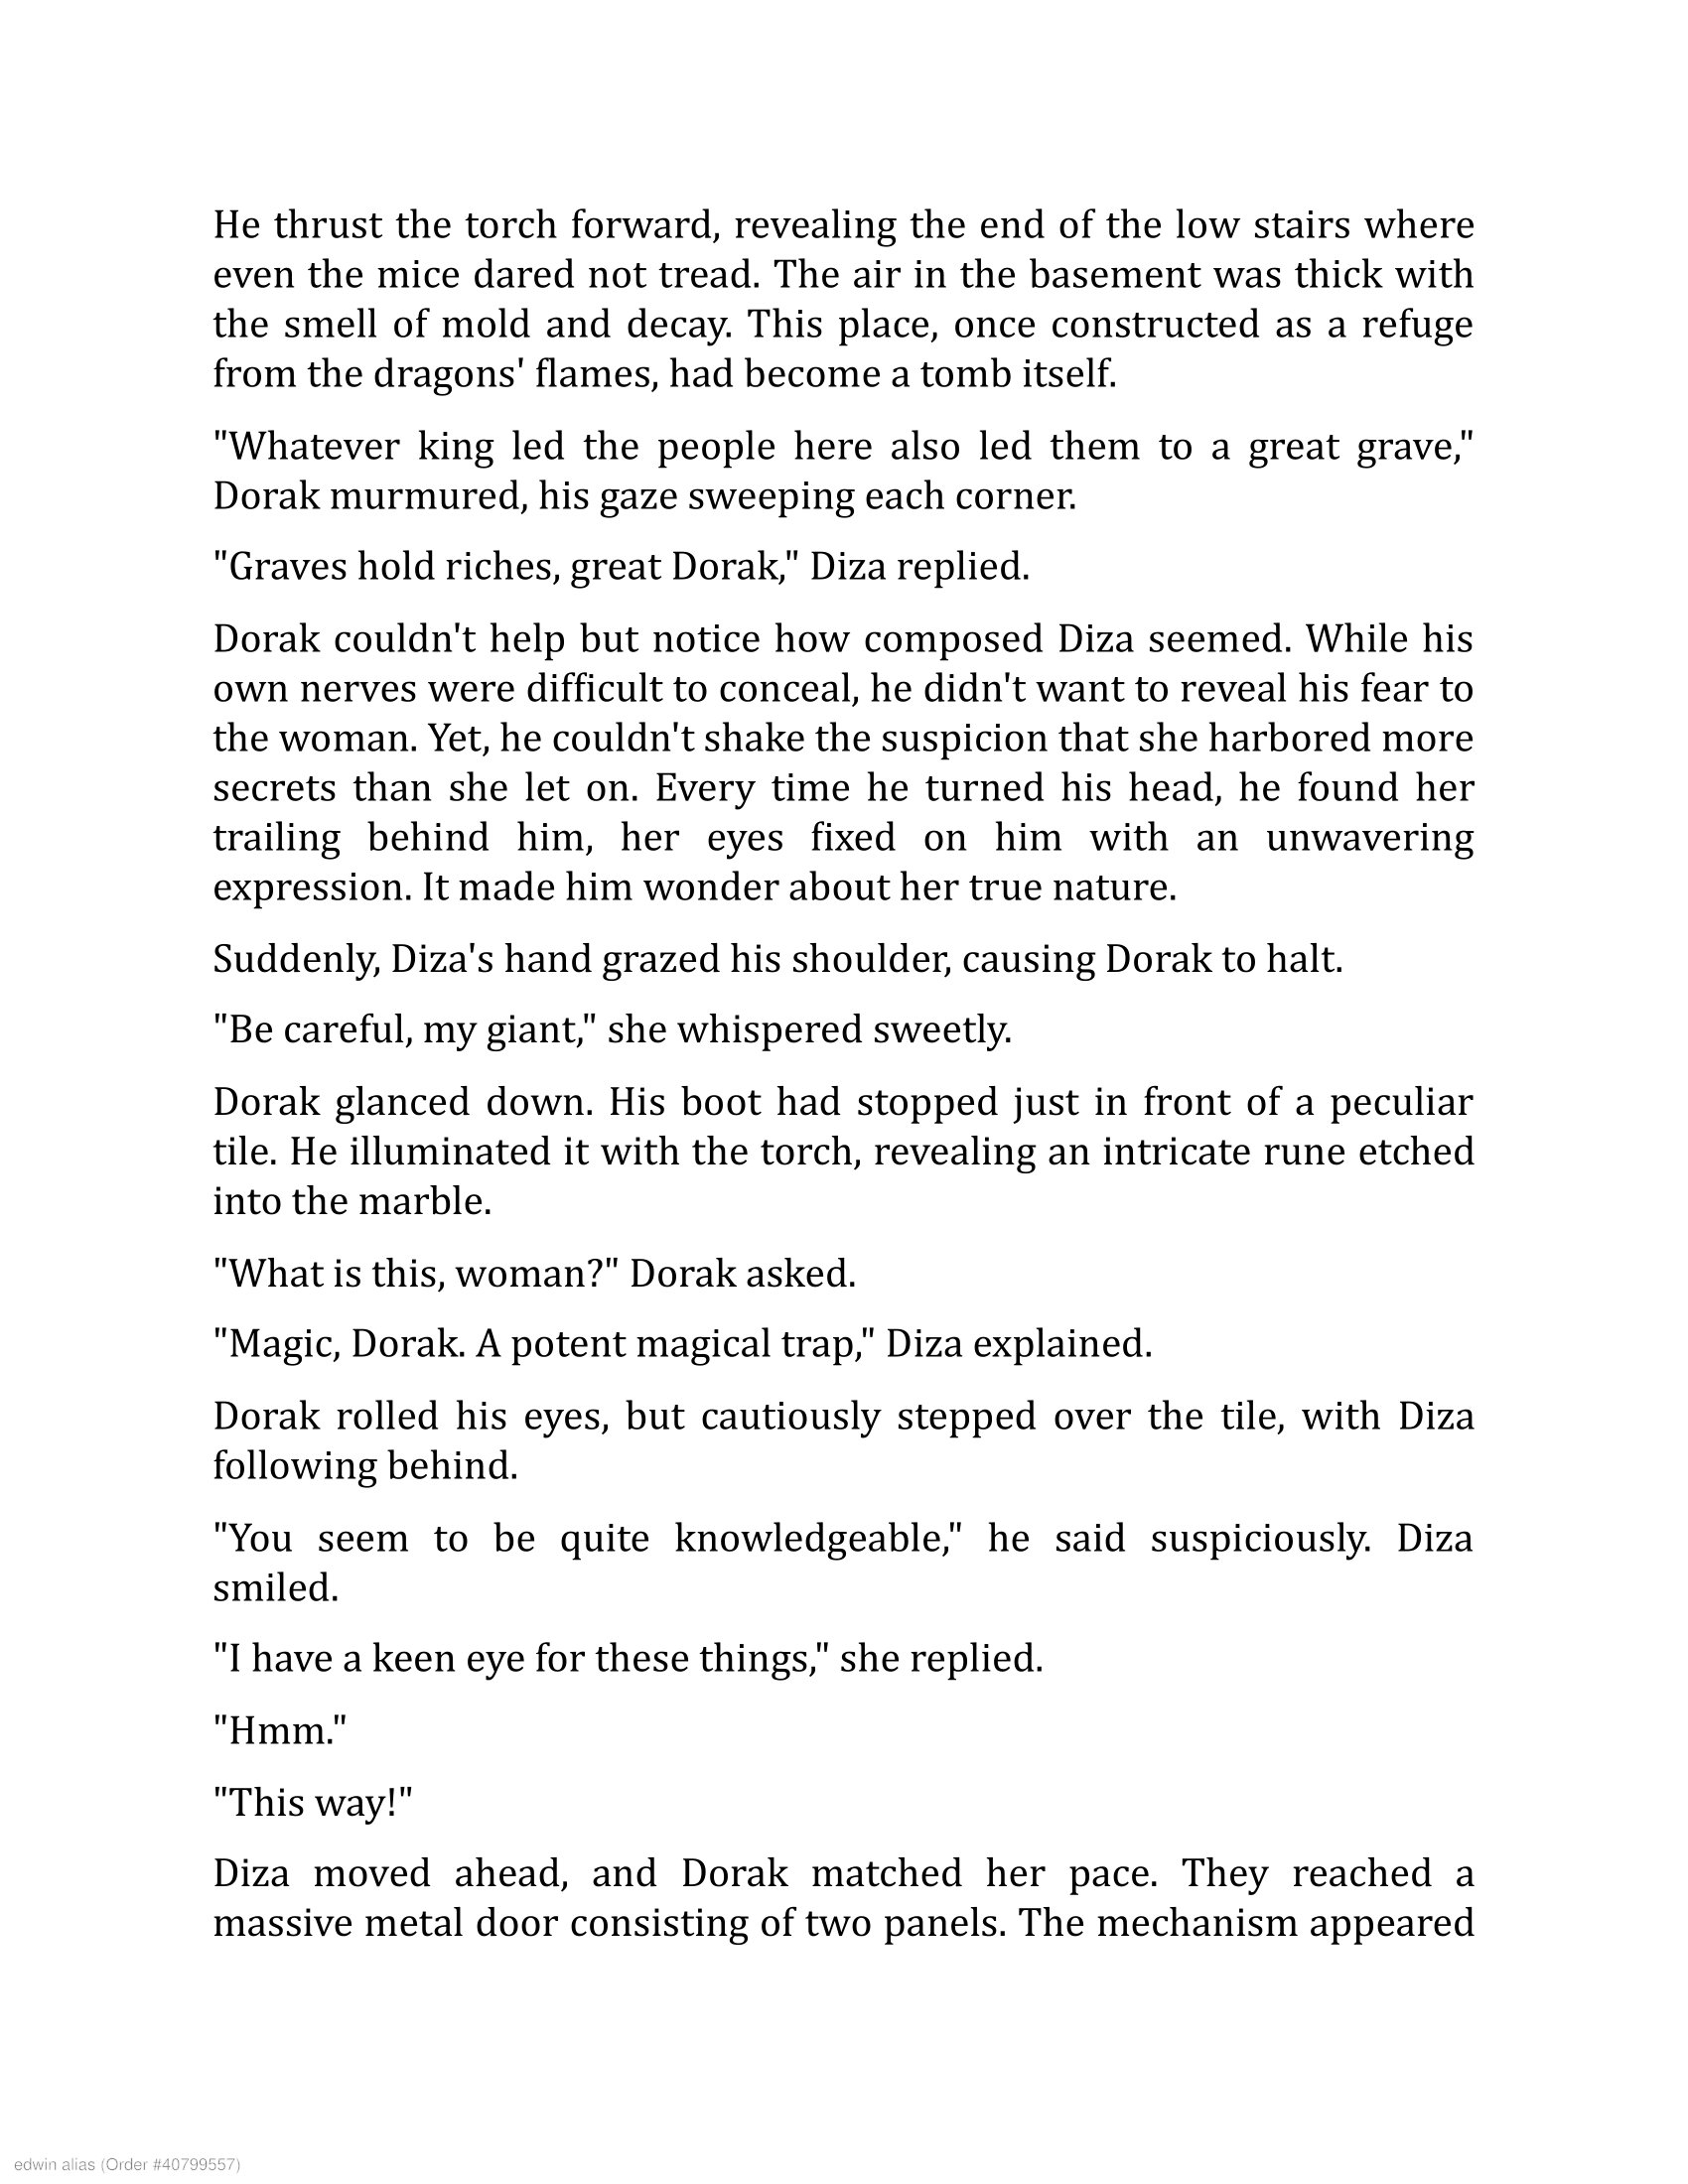 He thrust the torch forward, revealing the end of the low stairs where
even the mice dared not tread. The air in the basement was thick with
the smell of mold and decay. This place, once constructed as a refuge
from the dragons' flames, had become a tomb itself.
"Whatever king led the people here also led them to a great grave,"
Dorak murmured, his gaze sweeping each corner.
"Graves hold riches, great Dorak," Diza replied.
Dorak couldn't help but notice how composed Diza seemed. While his
own nerves were difficult to conceal, he didn't want to reveal his fear to
the woman. Yet, he couldn't shake the suspicion that she harbored more
secrets than she let on. Every time he turned his head, he found her
trailing behind him, her eyes fixed on him with an unwavering
expression. It made him wonder about her true nature.
Suddenly, Diza's hand grazed his shoulder, causing Dorak to halt.
"Be careful, my giant," she whispered sweetly.
Dorak glanced down. His boot had stopped just in front of a peculiar
tile. He illuminated it with the torch, revealing an intricate rune etched
into the marble.
"What is this, woman?" Dorak asked.
"Magic, Dorak. A potent magical trap," Diza explained.
Dorak rolled his eyes, but cautiously stepped over the tile, with Diza
following behind.
"You seem to be quite knowledgeable," he said suspiciously. Diza
smiled.
"I have a keen eye for these things," she replied.
"Hmm."
"This way!"
Diza moved ahead, and Dorak matched her pace. They reached a
massive metal door consisting of two panels. The mechanism appeared
edwin alias (Order #40799557)